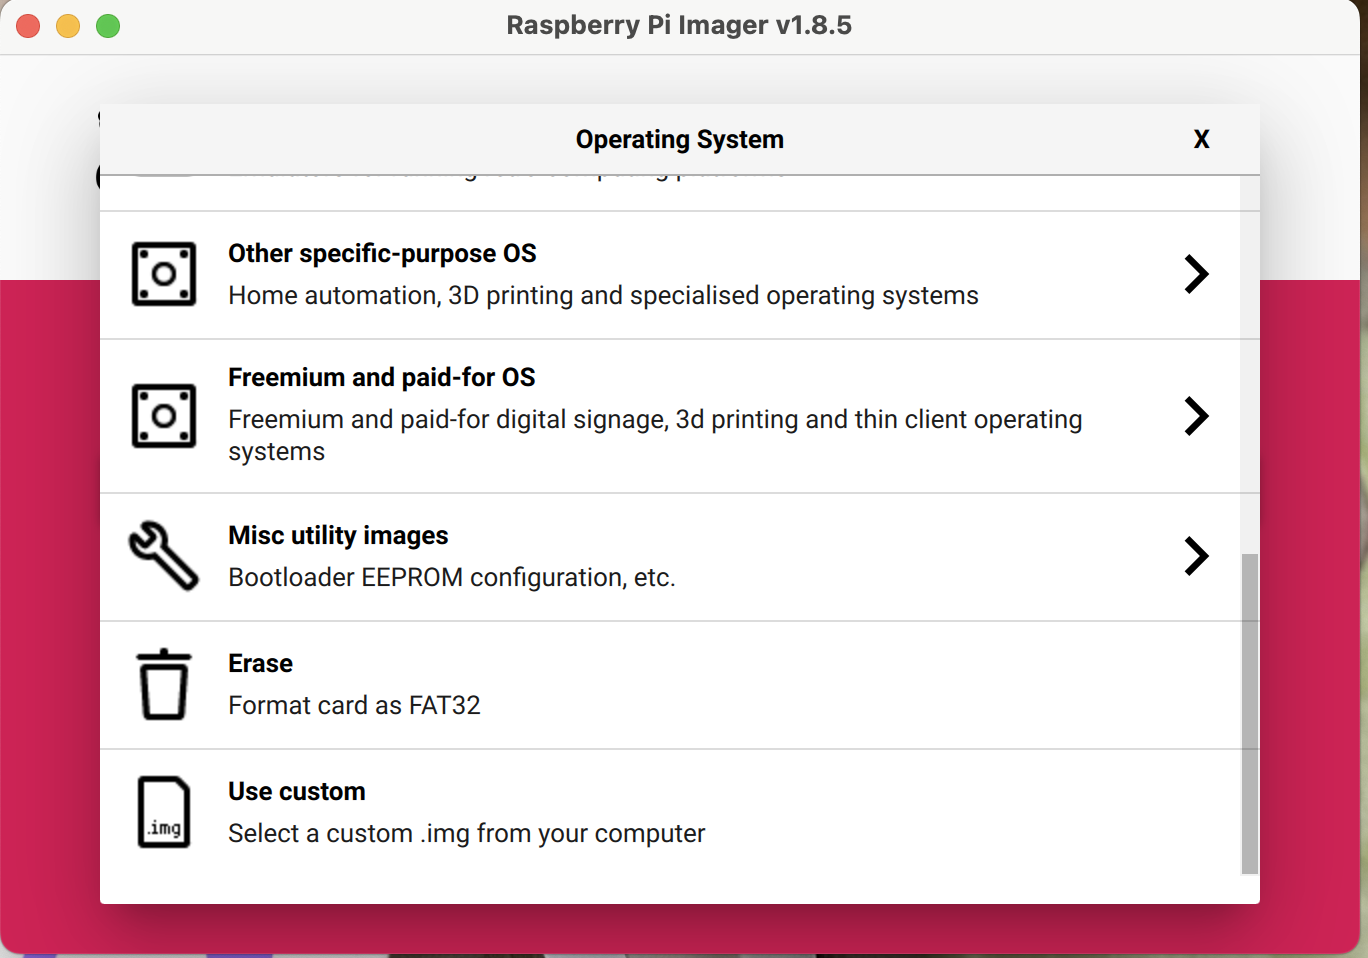 Raspberry Pi Imager v1.8.5
Operating System
X
Other specific-purpose OS
Home automation, 3D printing and specialised operating systems
Freemium and paid-for OS
Freemium and paid-for digital signage, 3d printing and thin client operating
systems
Misc utility images
Bootloader EEPROM configuration, etc.
Erase
Format card as FAT32
.img
Use custom
Select a custom .img from your computer